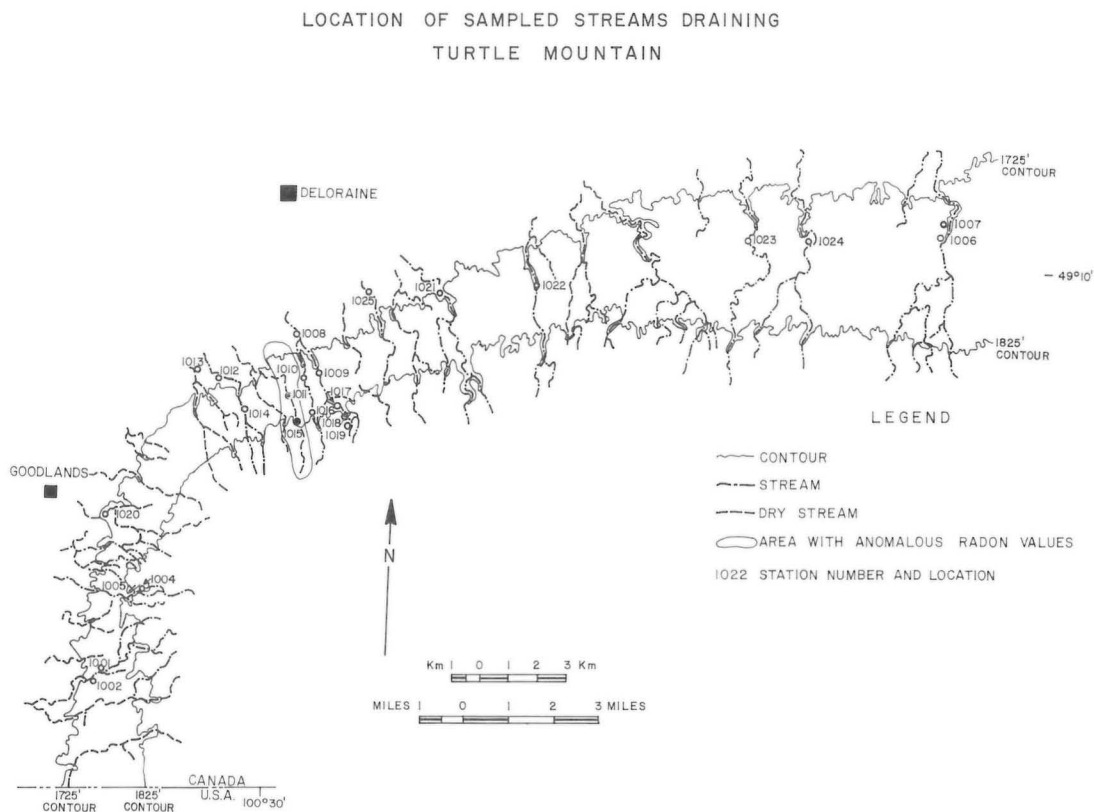 LOCATION OF SAMPLED STREAMS DRAINING
TURTLE MOUNTAIN
1725'
CONTOUR
DELORAINE
1007
1006
1023
1024
49°10'
1025
1021
1022
1008
1825'
CONTOUR
1013
1012
1010
1009
1011
1017
1014
1016
1015
1018
1019
LEGEND
GOODLANDS
CONTOUR
STREAM
DRY STREAM
AREA WITH ANOMALOUS RADON VALUES
1022 STATION NUMBER AND LOCATION
1020
N
1005
1004
1001
1002
Km 1 0 1 2 3 Km
MILES 1 0 1 2 3 MILES
CANADA
U.S.A.
1725'
CONTOUR
1825'
CONTOUR
100°30'